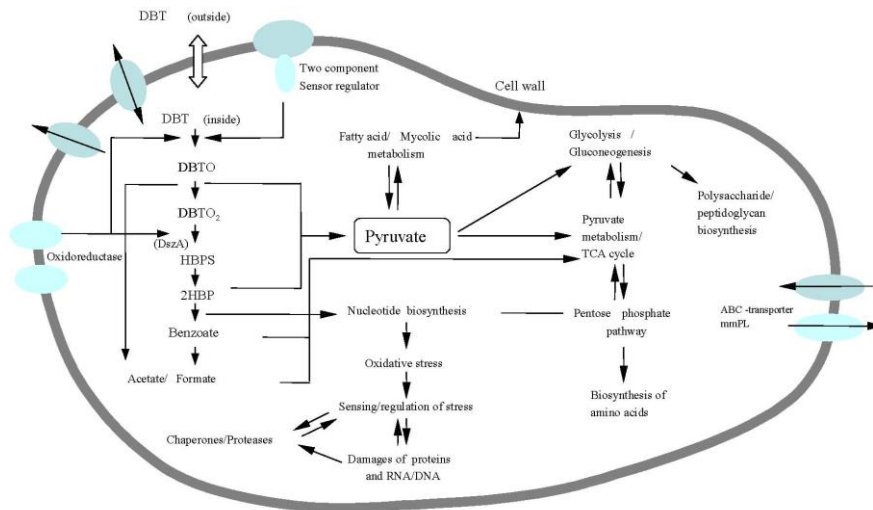 DBT (outside)
Two component
Sensor regulator
Cell wall
DBT (inside)
Fatty acid/ Mycolic acid
metabolism
Glycolysis /
Gluconeogenesis
DBTO
Polysaccharide/
peptidoglycan
biosynthesis
DBTO₂
(DszA)
Oxidoreductase
Pyruvate
Pyruvate
metabolism/
TCA cycle
HBPS
2HBP
Nucleotide biosynthesis
Pentose phosphate
pathway
ABC -transporter
mmPL
Benzoate
Oxidative stress
Acetate/ Formate
Biosynthesis of
amino acids
Sensing/regulation of stress
Chaperones/Proteases
Damages of proteins
and RNA/DNA